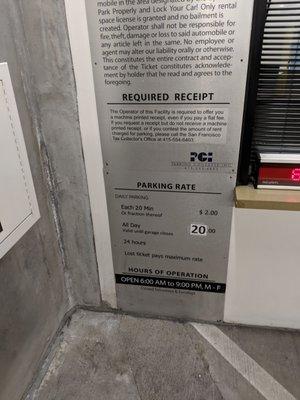 mobile in the area designated by
Park Properly and Lock Your Car! Only rental
space license is granted and no bailment is
created. Operator shall not be responsible for
fire, theft, damage or loss to said automobile or
any article left in same. No employee or
agent may alter our liability orally or otherwise.
This constitutes the entire contract and accep-
tance of the Ticket constitutes acknowledg-
ment by holder that he read and agrees to the
foregoing.
REQUIRED RECEIPT
The Operator of this Facility is required to offer you
a machine printed receipt, even if you pay a flat fee.
If you request a receipt but do not receive a machine
printed receipt, or if you contest the amount of rent
charged for parking, please call the San Francisco
Tax Collector's Office at 415-554-6403
PCI
PARKING
PARKING RATE
DAILY PARKING
Each 20 Min
Or fraction thereof
$ 2.00
All Day
Valid until garage closes
20.00
24 hours
Lost ticket pays maximum rate
HOURS OF OPERATION
OPEN 6:00 AM to 9:00 PM, M - F
Closed Saturdays & Sundays